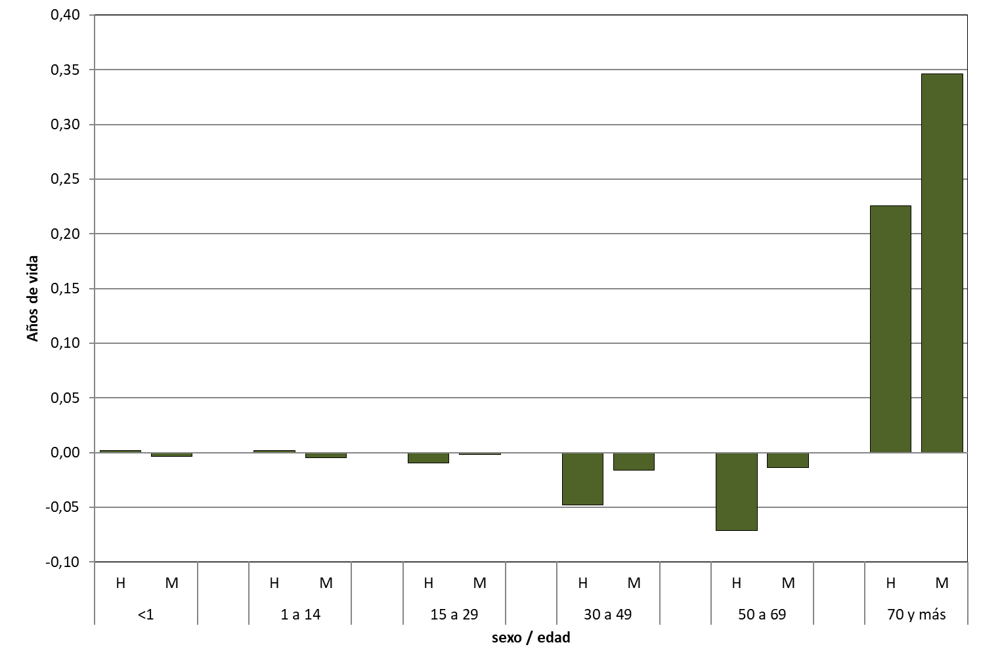 0,40
0,35
0,30
0,25
0,20
0,15
0,10
0,05
0,00
-0,05
-0,10
Años de vida
H M H M H M H M H M H M
<1 1 a 14 15 a 29 30 a 49 50 a 69 70 y más
sexo / edad